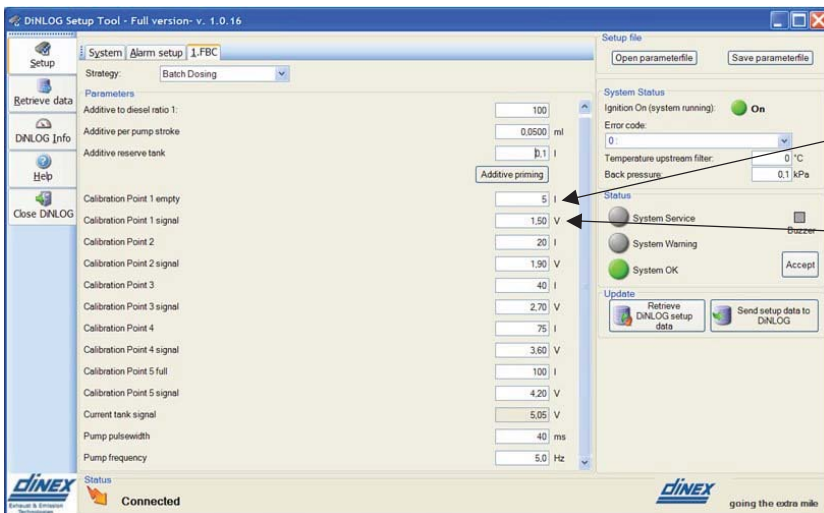 DiNLOG Setup Tool - Full version- v. 1.0.16
Setup
Retrieve data
DiNLOG Info
Help
Close DiNLOG
System Alarm setup 1.FBC
Strategy: Batch Dosing
Parameters
Additive to diesel ratio 1: 100
Additive per pump stroke 0,0500 ml
Additive reserve tank 0,1 l
Additive priming
Calibration Point 1 empty 5 l
Calibration Point 1 signal 1,50 V
Calibration Point 2 20 l
Calibration Point 2 signal 1,90 V
Calibration Point 3 40 l
Calibration Point 3 signal 2,70 V
Calibration Point 4 75 l
Calibration Point 4 signal 3,60 V
Calibration Point 5 full 100 l
Calibration Point 5 signal 4,20 V
Current tank signal 5,05 V
Pump pulsewidth 40 ms
Pump frequency 5,0 Hz
Setup file
Open parameterfile Save parameterfile
System Status
Ignition On (system running): On
Error code:
0 :
Temperature upstream filter: 0 °C
Back pressure: 0,1 kPa
Status
System Service
Buzzer
System Warning
System OK
Accept
Update
Retrieve
DiNLOG setup
data
Send setup data to
DiNLOG
dinex
Exhaust & Emission
Technologies
Status
Connected
dinex
going the extra mile